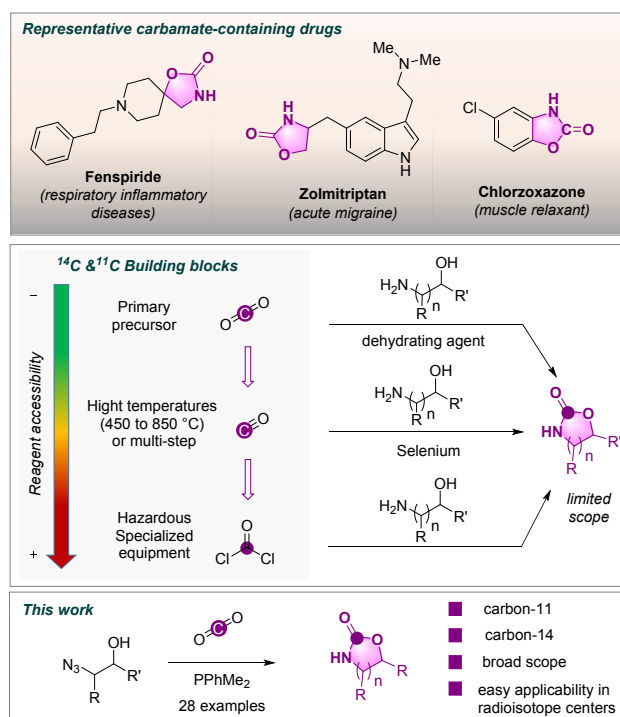 Representative carbamate-containing drugs
O
O
N
NH
Fenspiride
(respiratory inflammatory
diseases)
Me
N
Me
H
N
O
O
N
H
Zolmitriptan
(acute migraine)
Cl
H
N
C=O
O
Chlorzoxazone
(muscle relaxant)
14C &11C Building blocks
Reagent accessibility
–
+
Primary
precursor
O C O
Hight temperatures
(450 to 850 °C)
or multi-step
C O
Hazardous
Specialized
equipment
O
Cl Cl
OH
H2N ( )n R'
R
dehydrating agent
OH
H2N ( )n R'
R
Selenium
OH
H2N ( )n R'
R
O
O
HN
R'
( )n
R
limited
scope
This work
OH
N3
R'
R
O C O
PPhMe2
28 examples
O
O
HN
R
( )n
R
carbon-11
carbon-14
broad scope
easy applicability in
radioisotope centers